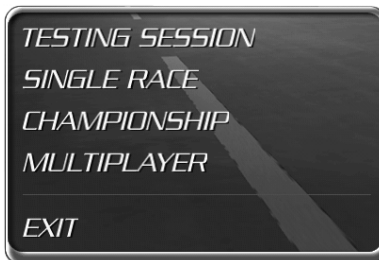 TESTING SESSION
SINGLE RACE
CHAMPIONSHIP
MULTIPLAYER
EXIT